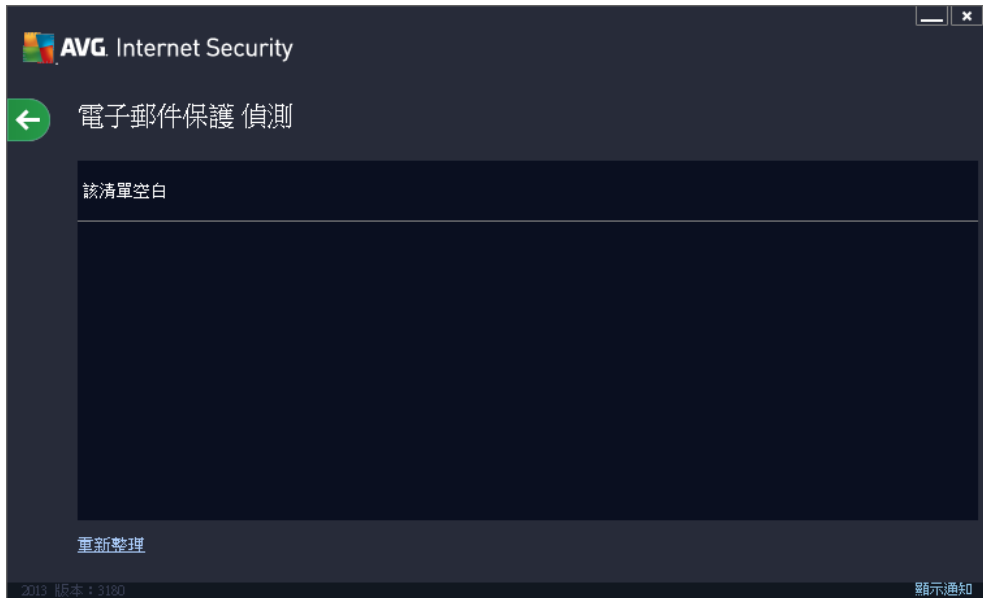 AVG. Internet Security
電子郵件保護 偵測
該清單空白
重新整理
2013 版本：3180
顯示通知